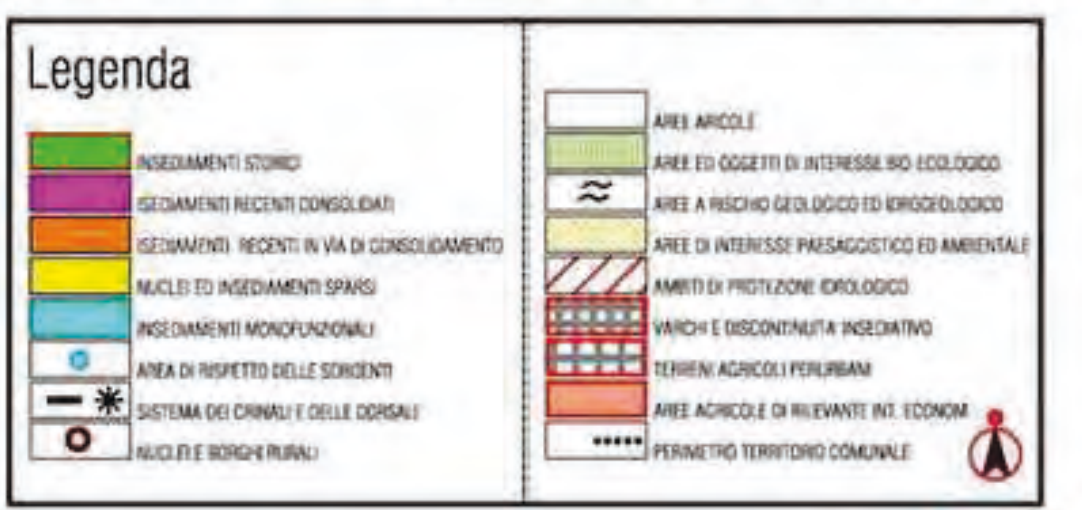 Legenda
INSEDIAMENTI STORICI
ISEDIAMENTI RECENTI CONSOLIDATI
ISEDIAMENTI RECENTI IN VIA DI CONSOLIDAMENTO
NUCLEI ED INSEDIAMENTI SPARSI
INSEDIAMENTI MONOFUNZIONALI
AREA DI RISPETTO DELLE SORGENTI
SISTEMA DEI CRINALI E DELLE DORSALE
NUCLEI E BORGHI RURALI
AREE ARICOLE
AREE ED OGGETTI DI INTERESSE BIO-ECOLOGICO
AREE A RISCHIO GEOLOGICO ED IDROGEOLOGICO
AREE DI INTERESSE PAESAGGISTICO ED AMBIENTALE
AMBITI DI PROTEZIONE IDROLOGICO
VARCHI E DISCONTINUITA INSEDIATIVO
TERRENI AGRICOLI PERIURBANI
AREE AGRICOLE DI RILEVANTE INT. ECONOM.
PERIMETRO TERRITORIO COMUNALE